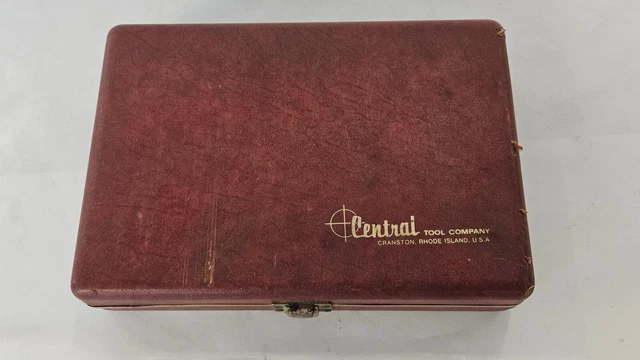 Central TOOL COMPANY
CRANSTON, RHODE ISLAND, U.S.A